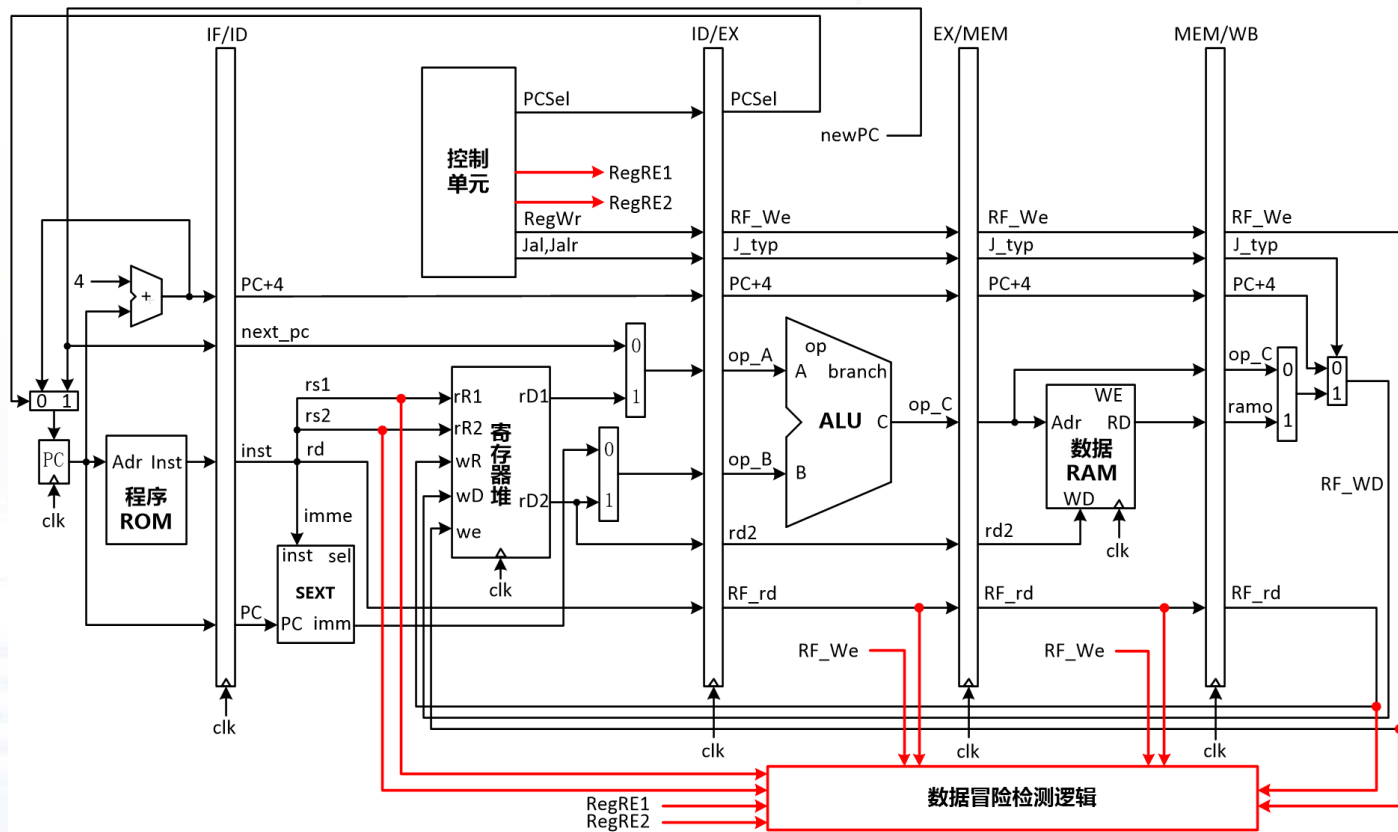 IF/ID
ID/EX
EX/MEM
MEM/WB
控制
单元
PCSel
PCSel
newPC
RegRE1
RegRE2
RegWr
RF_We
RF_We
RF_We
Jal,Jalr
J_typ
J_typ
J_typ
4
+
PC+4
PC+4
PC+4
PC+4
next_pc
0
1
op_A
op
A
branch
ALU
C
B
op_C
op_C
0
1
0
1
rs1
rs2
rd
inst
rR1
rR2
wR
wD
we
rD1
rD2
寄存器堆
clk
0
1
op_B
WE
Adr
RD
数据
RAM
WD
clk
ramo
RF_WD
0 1
PC
clk
Adr Inst
程序
ROM
imme
inst sel
SEXT
PC imm
PC
rd2
rd2
RF_rd
RF_rd
RF_rd
RF_We
RF_We
clk
clk
clk
clk
数据冒险检测逻辑
RegRE1
RegRE2